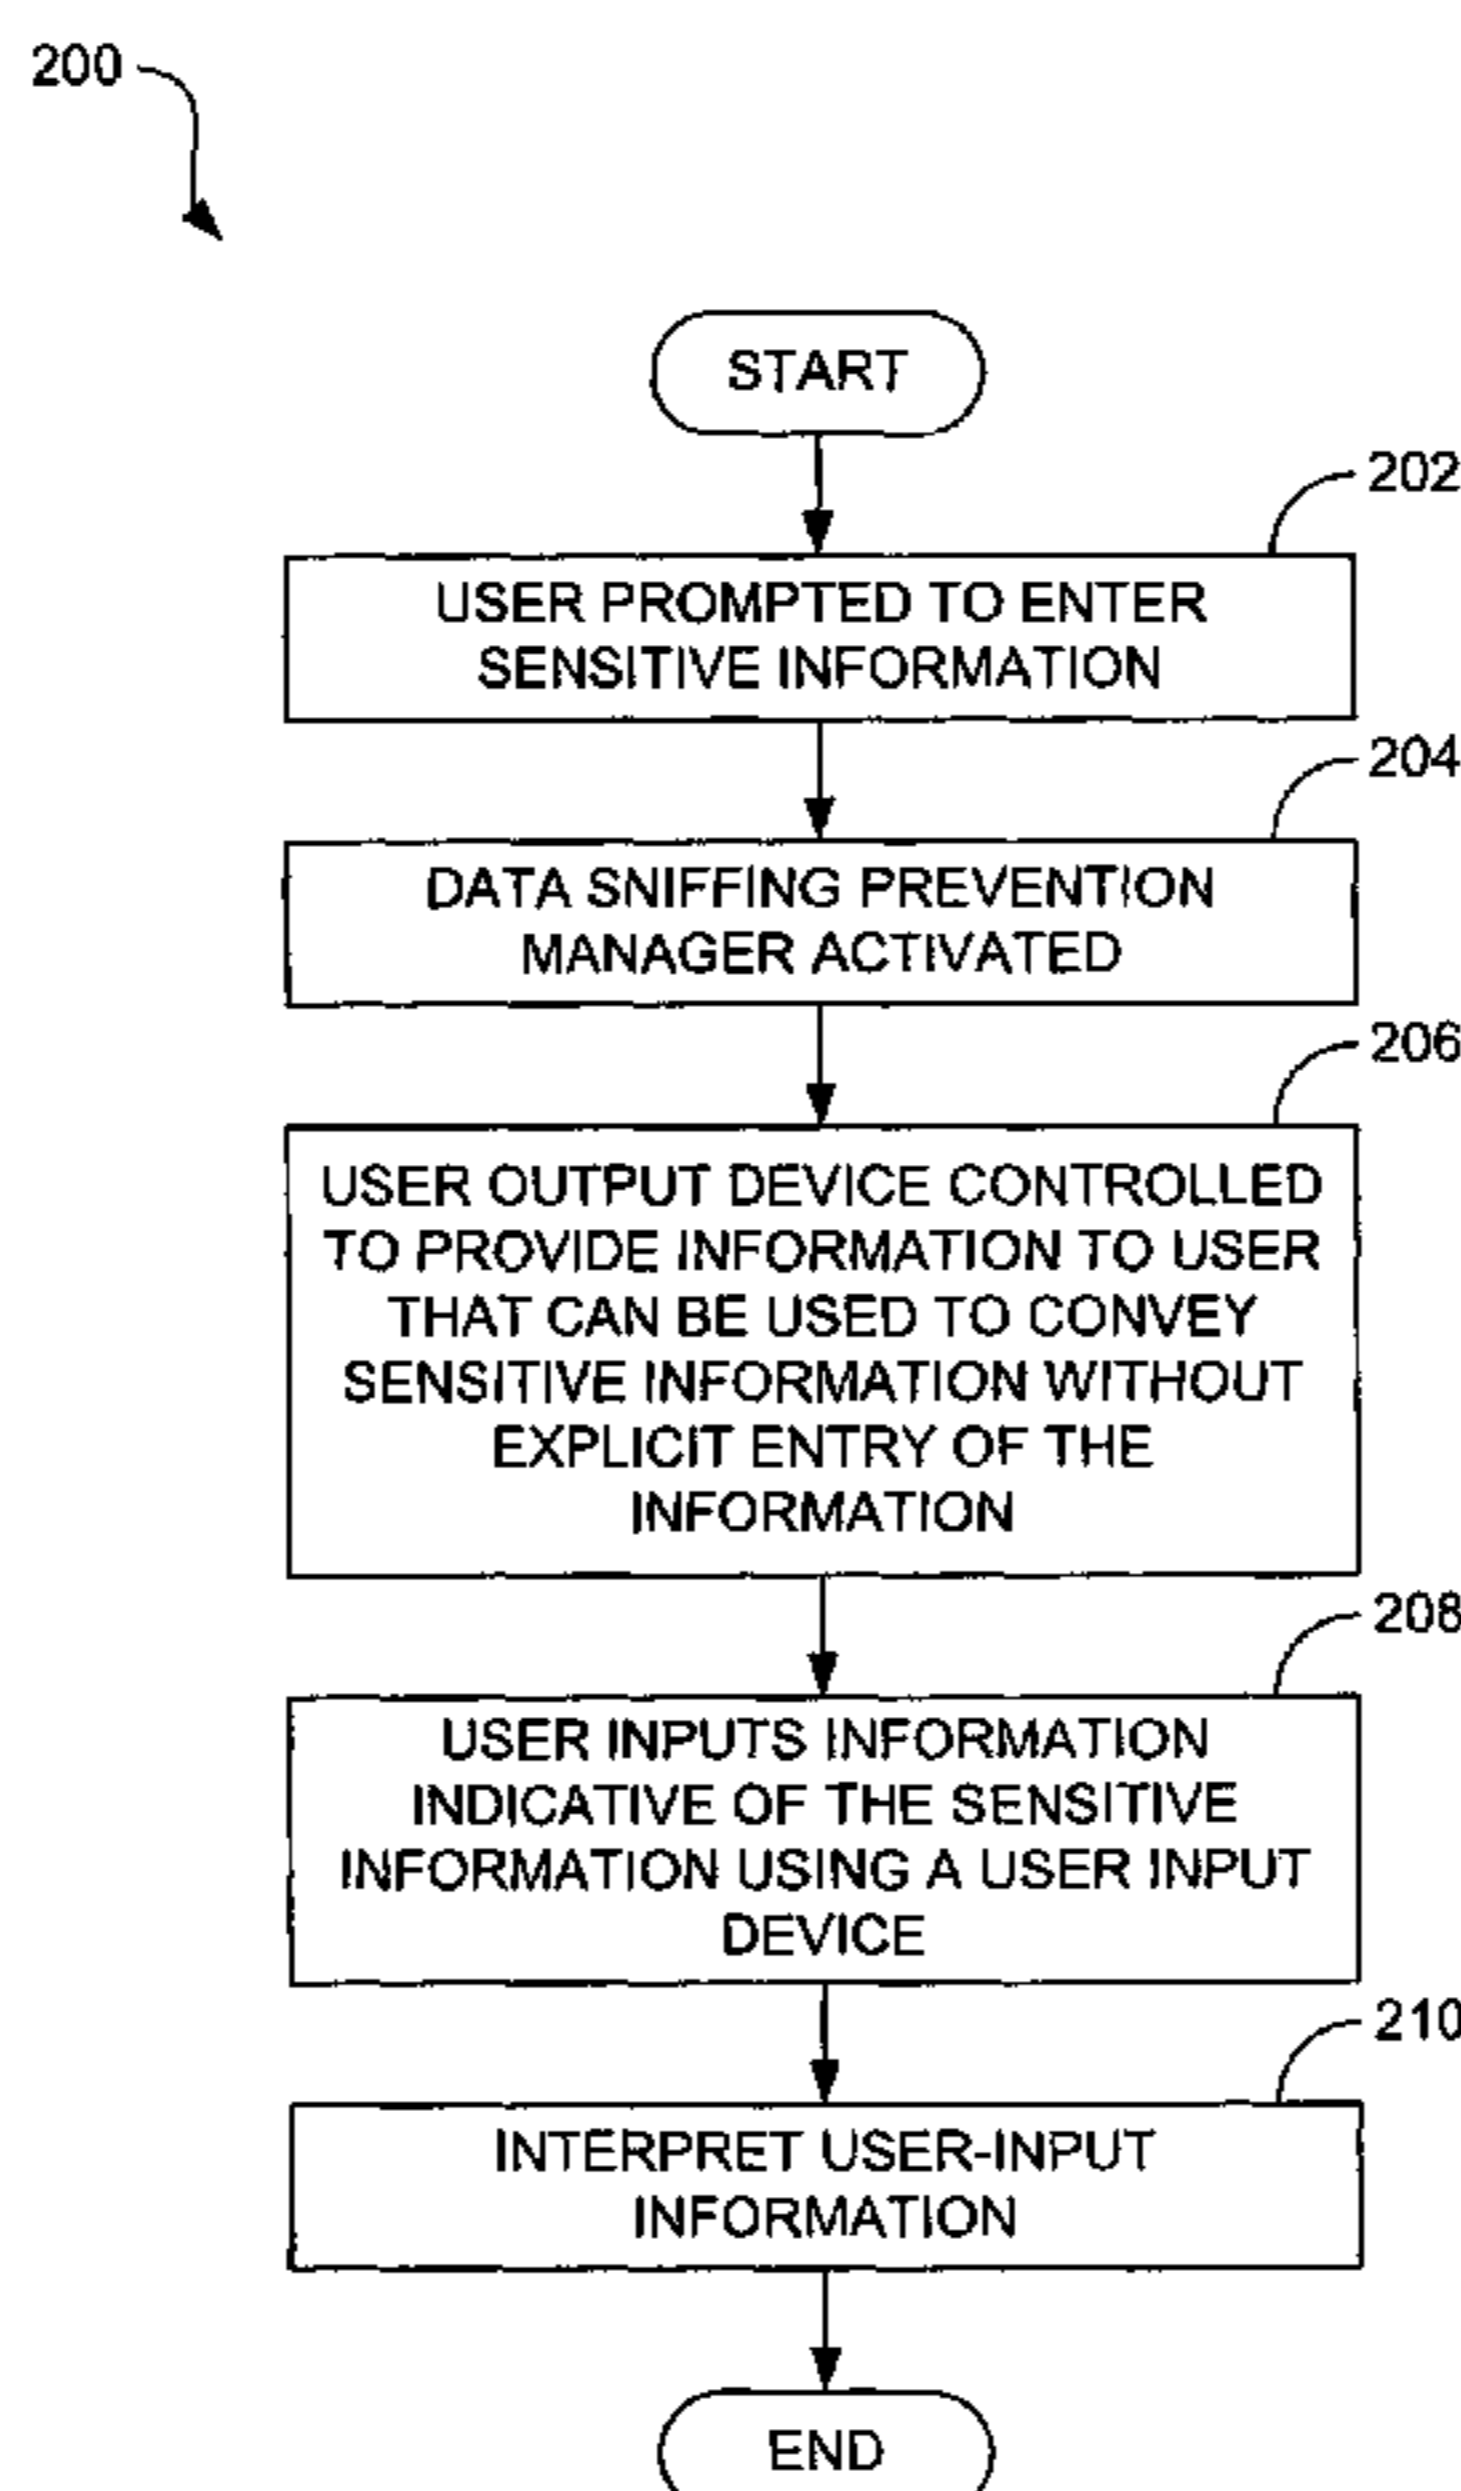 200
START
202
USER PROMPTED TO ENTER
SENSITIVE INFORMATION
204
DATA SNIFFING PREVENTION
MANAGER ACTIVATED
206
USER OUTPUT DEVICE CONTROLLED
TO PROVIDE INFORMATION TO USER
THAT CAN BE USED TO CONVEY
SENSITIVE INFORMATION WITHOUT
EXPLICIT ENTRY OF THE
INFORMATION
208
USER INPUTS INFORMATION
INDICATIVE OF THE SENSITIVE
INFORMATION USING A USER INPUT
DEVICE
210
INTERPRET USER-INPUT
INFORMATION
END